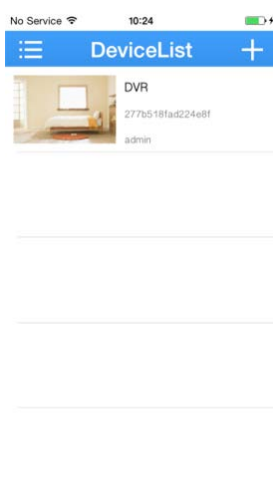 No Service 10:24
DeviceList
DVR
277b518fad224e8f
admin